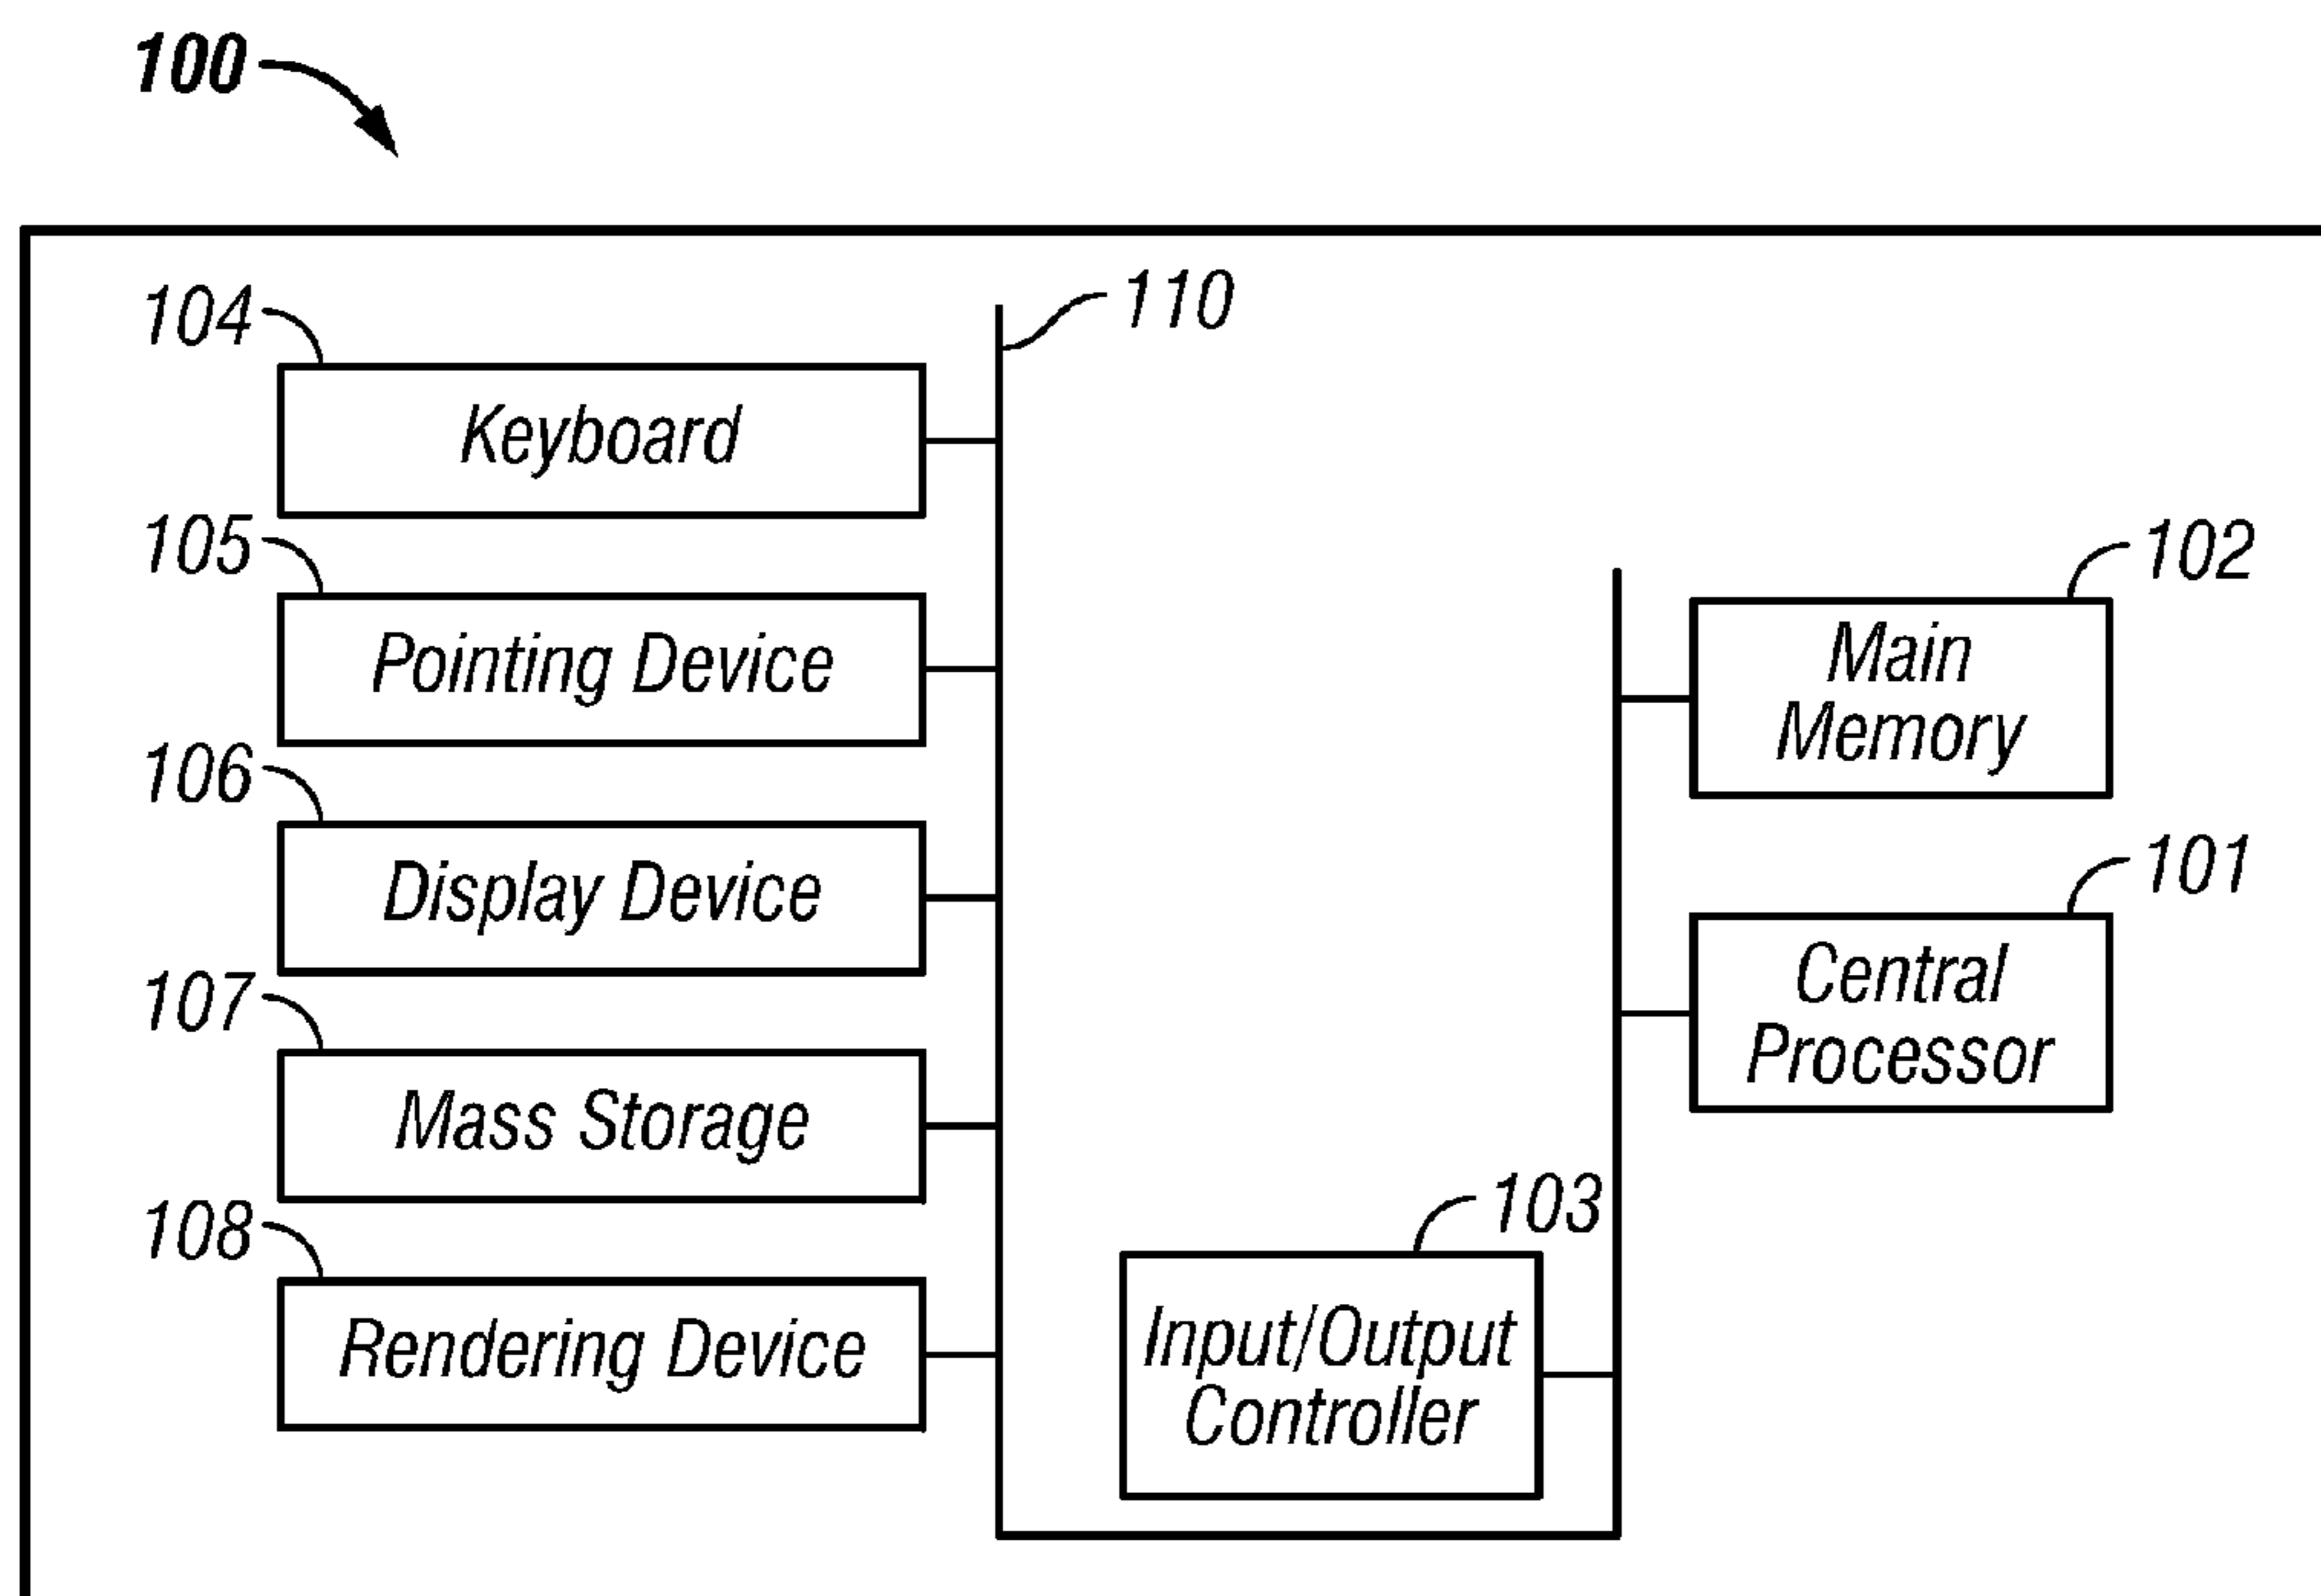 100
104
110
Keyboard
105
Pointing Device
102
Main
Memory
106
Display Device
101
Central
Processor
107
Mass Storage
103
Input/Output
Controller
108
Rendering Device